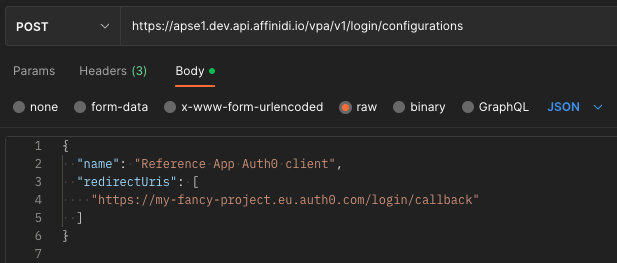 POST https://apse1.dev.api.affinidi.io/vpa/v1/login/configurations
Params Headers (3) Body
none form-data x-www-form-urlencoded raw binary GraphQL JSON
1 {
2 "name": "Reference App Auth0 client",
3 "redirectUris": [
4 "https://my-fancy-project.eu.auth0.com/login/callback"
5 ]
6 }
7